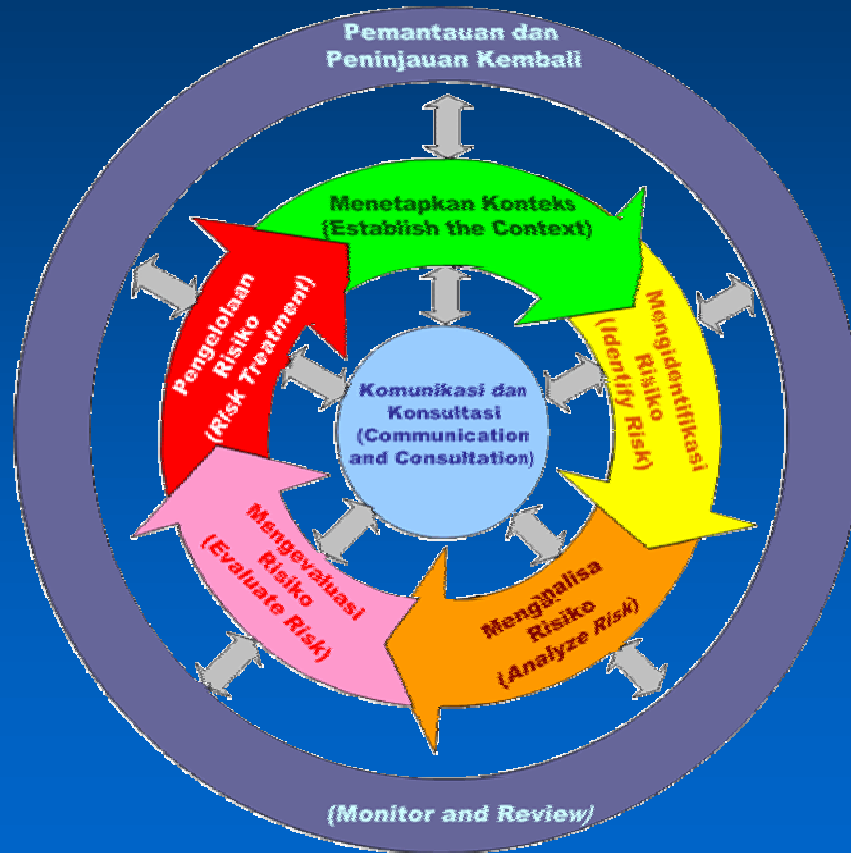 Pemantauan dan
Peninjauan Kembali
Menetapkan Konteks
(Establish the Context)
Mengidentifikasi
Risiko
(Identify Risk)
Menganalisa
Risiko
(Analyze Risk)
Mengevaluasi
Risiko
(Evaluate Risk)
Pengelolaan
Risiko
(Risk Treatment)
Komunikasi dan
Konsultasi
(Communication
and Consultation)
(Monitor and Review)